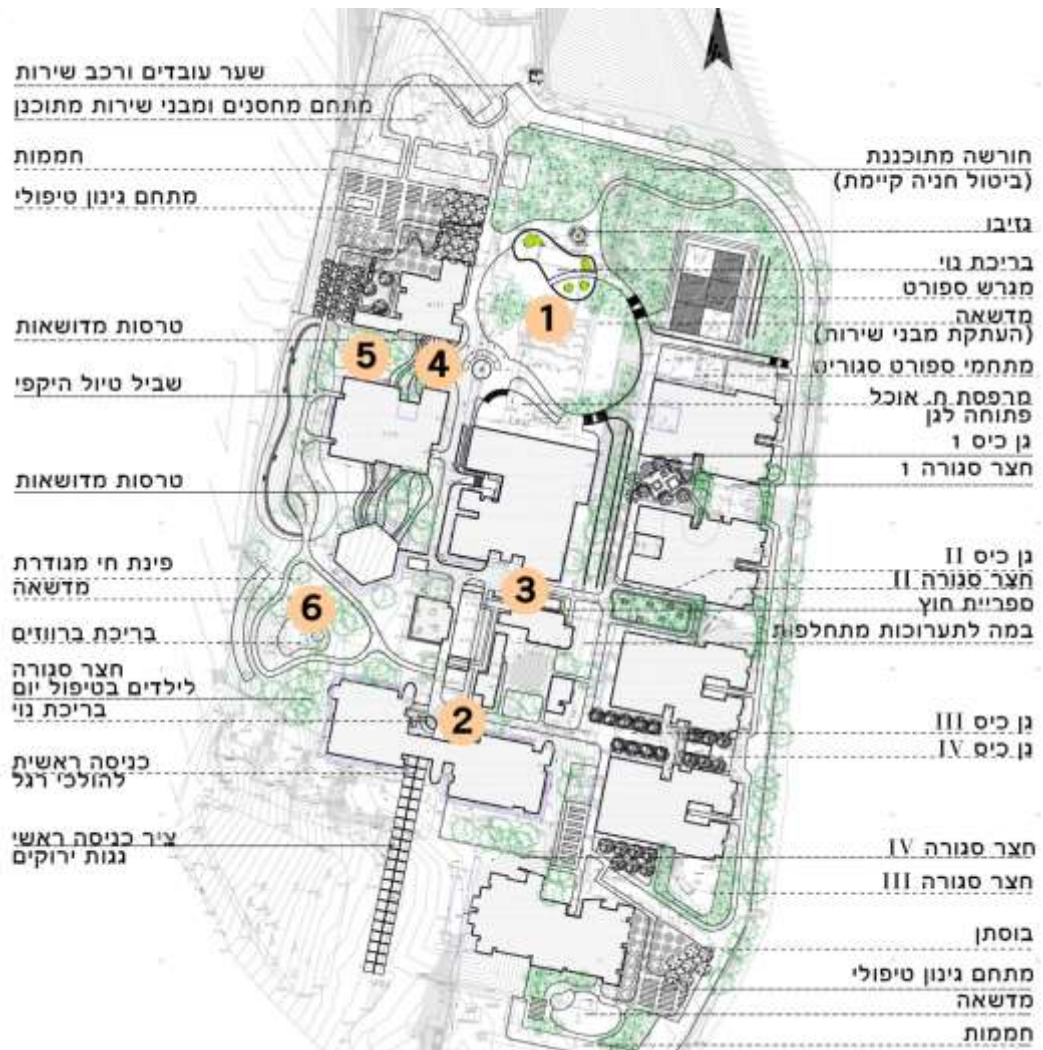 שער עובדים ורכב שירות
מתחם מחסנים ומבני שירות מתוכנן
חממות
מתחם גינון טיפולי
טרסות מדושאות
שביל טיול היקפי
טרסות מדושאות
פינת חי מגודרת
מדשאה
בריכת ברווזים
חצר סגורה
לילדים בטיפול יום
בריכת נוי
כניסה ראשית
להולכי רגל
ציר כניסה ראשי
גגות ירוקים
1
2
3
4
5
6
חורשה מתוכננת
(ביטול חניה קיימת)
גזיבו
בריכת נוי
מגרש ספורט
מדשאה
(העתקת מבני שירות)
מתחמי ספורט סגורים
מרפסת ח. אוכל
פתוחה לגן
גן כיס 1
חצר סגורה 1
גן כיס II
חצר סגורה II
ספריית חוץ
במה לתערוכות מתחלפות
גן כיס III
גן כיס IV
חצר סגורה IV
חצר סגורה III
בוסתן
מתחם גינון טיפולי
מדשאה
חממות